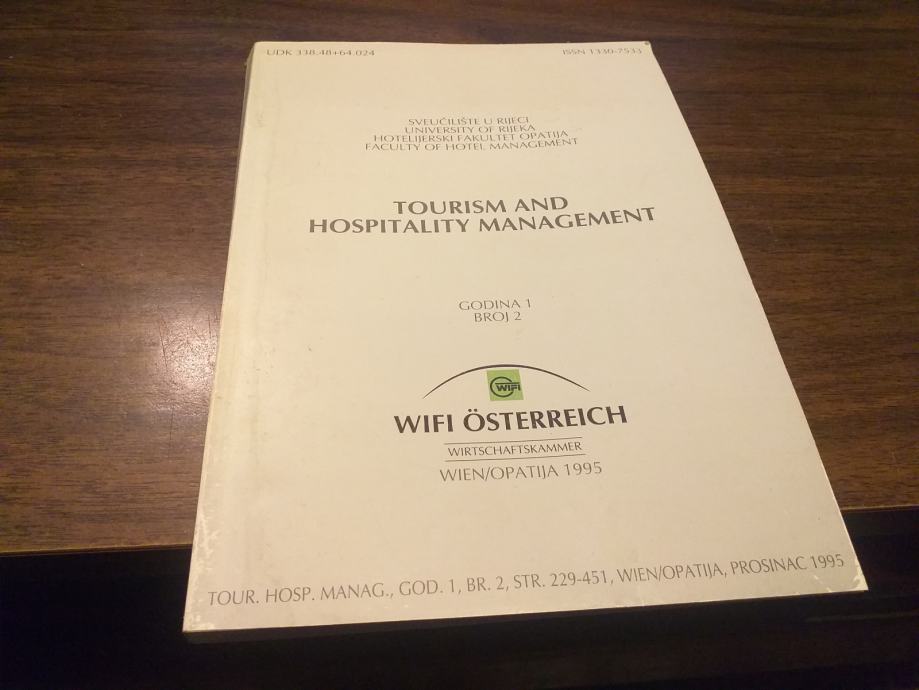 UDK 338.48+64.024
ISSN 1330-7533
SVEUČILIŠTE U RIJECI
UNIVERSITY OF RIJEKA
HOTELIJERSKI FAKULTET OPATIJA
FACULTY OF HOTEL MANAGEMENT
TOURISM AND
HOSPITALITY MANAGEMENT
GODINA 1
BROJ 2
WIFI
WIFI ÖSTERREICH
WIRTSCHAFTSKAMMER
WIEN/OPATIJA 1995
TOUR. HOSP. MANAG., GOD. 1, BR. 2, STR. 229-451, WIEN/OPATIJA, PROSINAC 1995